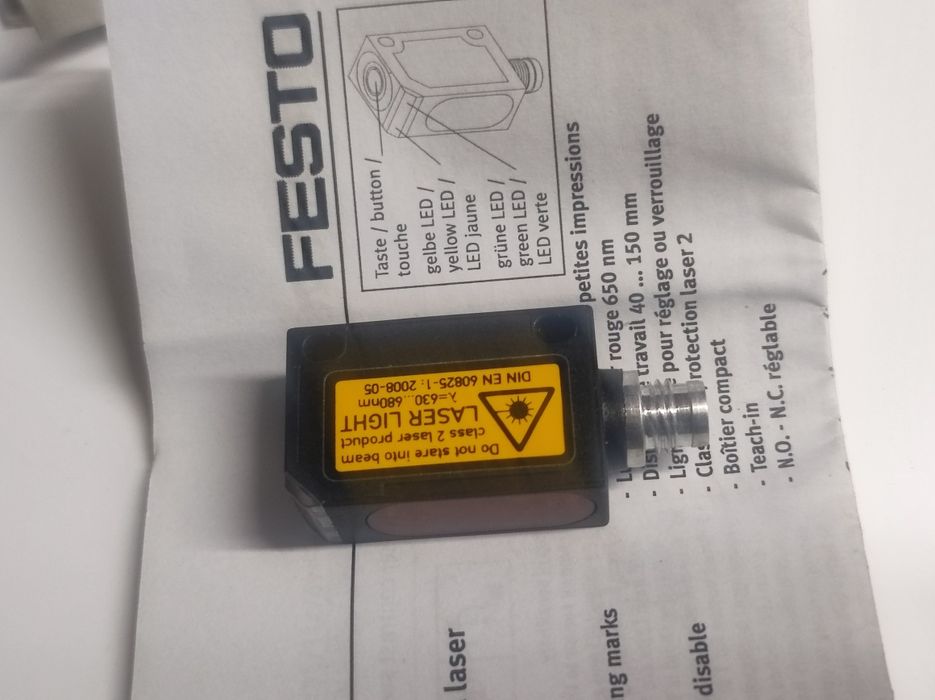 FESTO
Taste / button /
touche
gelbe LED /
yellow LED /
LED jaune
grüne LED /
green LED /
LED verte
petites impressions
rouge 650 nm
travail 40 ... 150 mm
pour réglage ou verrouillage
rotection laser 2
- Boîtier compact
- Teach-in
- N.O. - N.C. réglable
laser
ing marks
disable
Do not stare into beam
class 2 laser product
LASER LIGHT
λ=630...680nm
DIN EN 60825-1: 2008-05